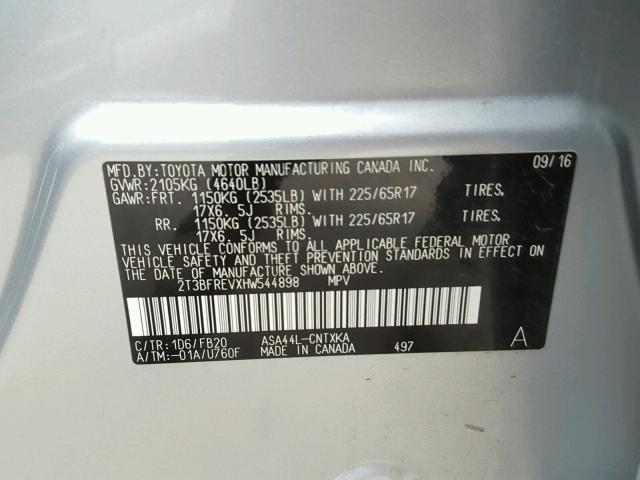 MFD.BY:TOYOTA MOTOR MANUFACTURING CANADA INC. 09/16
GVWR:2105KG (4640LB)
GAWR:FRT. 1150KG (2535LB) WITH 225/65R17 TIRES.
17X6.5J RIMS.
RR. 1150KG (2535LB) WITH 225/65R17 TIRES.
17X6.5J RIMS.
THIS VEHICLE CONFORMS TO ALL APPLICABLE FEDERAL MOTOR
VEHICLE SAFETY AND THEFT PREVENTION STANDARDS IN EFFECT ON
THE DATE OF MANUFACTURE SHOWN ABOVE.
2T3BFREVXHW544898 MPV
C/TR:1D6/FB20 ASA44L-CNTXKA A
A/TM:-01A/U760F MADE IN CANADA 497